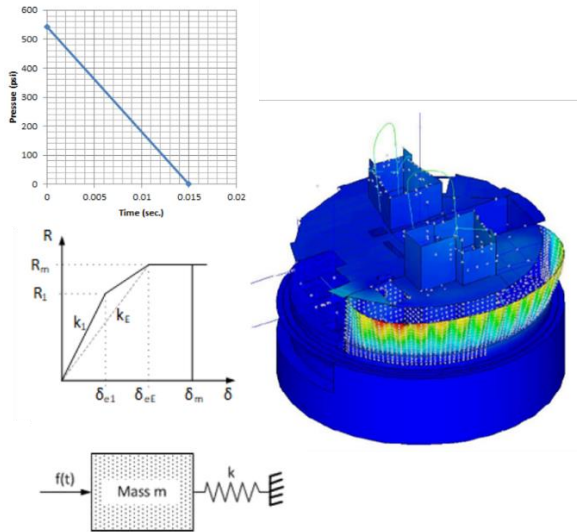 600
500
400
300
200
100
0
Pressue (psi)
0 0.005 0.01 0.015 0.02
Time (sec.)
R
Rm
R1
k1
kE
δe1 δeE δm δ
f(t)
Mass m
k